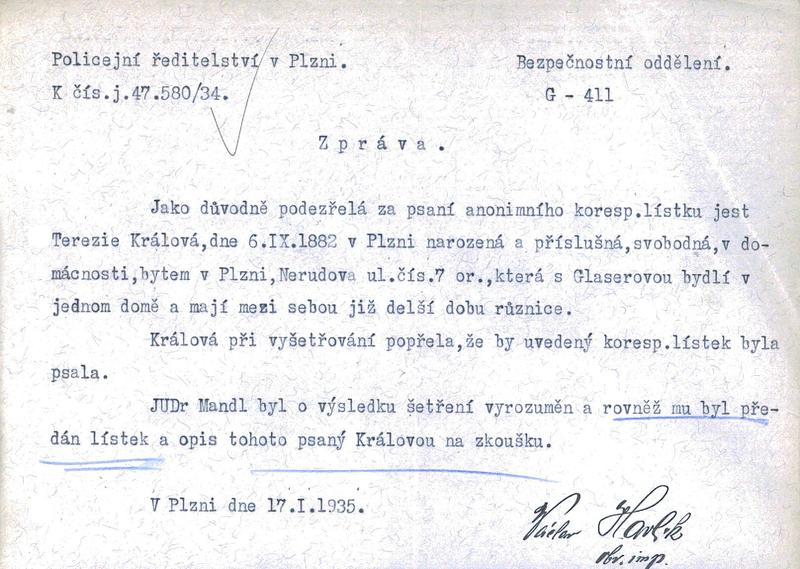 Policejní ředitelství v Plzni.
Bezpečnostní oddělení.
K čís.j.47.580/34.
G - 411
Zpráva.
Jako důvodně podezřelá za psaní anonimního koresp.lístku jest
Terezie Králová,dne 6.IX.1882 v Plzni narozená a příslušná,svobodná,v do-
mácnosti,bytem v Plzni,Nerudova ul.čís.7 or.,která s Glaserovou bydlí v
jednom domě a mají mezi sebou již delší dobu různice.
Králová při vyšetřování popřela,že by uvedený koresp.lístek byla
psala.
JUDr Mandl byl o výsledku šetření vyrozuměn a rovněž mu byl pře-
dán lístek a opis tohoto psaný Královou na zkoušku.
V Plzni dne 17.I.1935.
Václav Havlík
obv. insp.